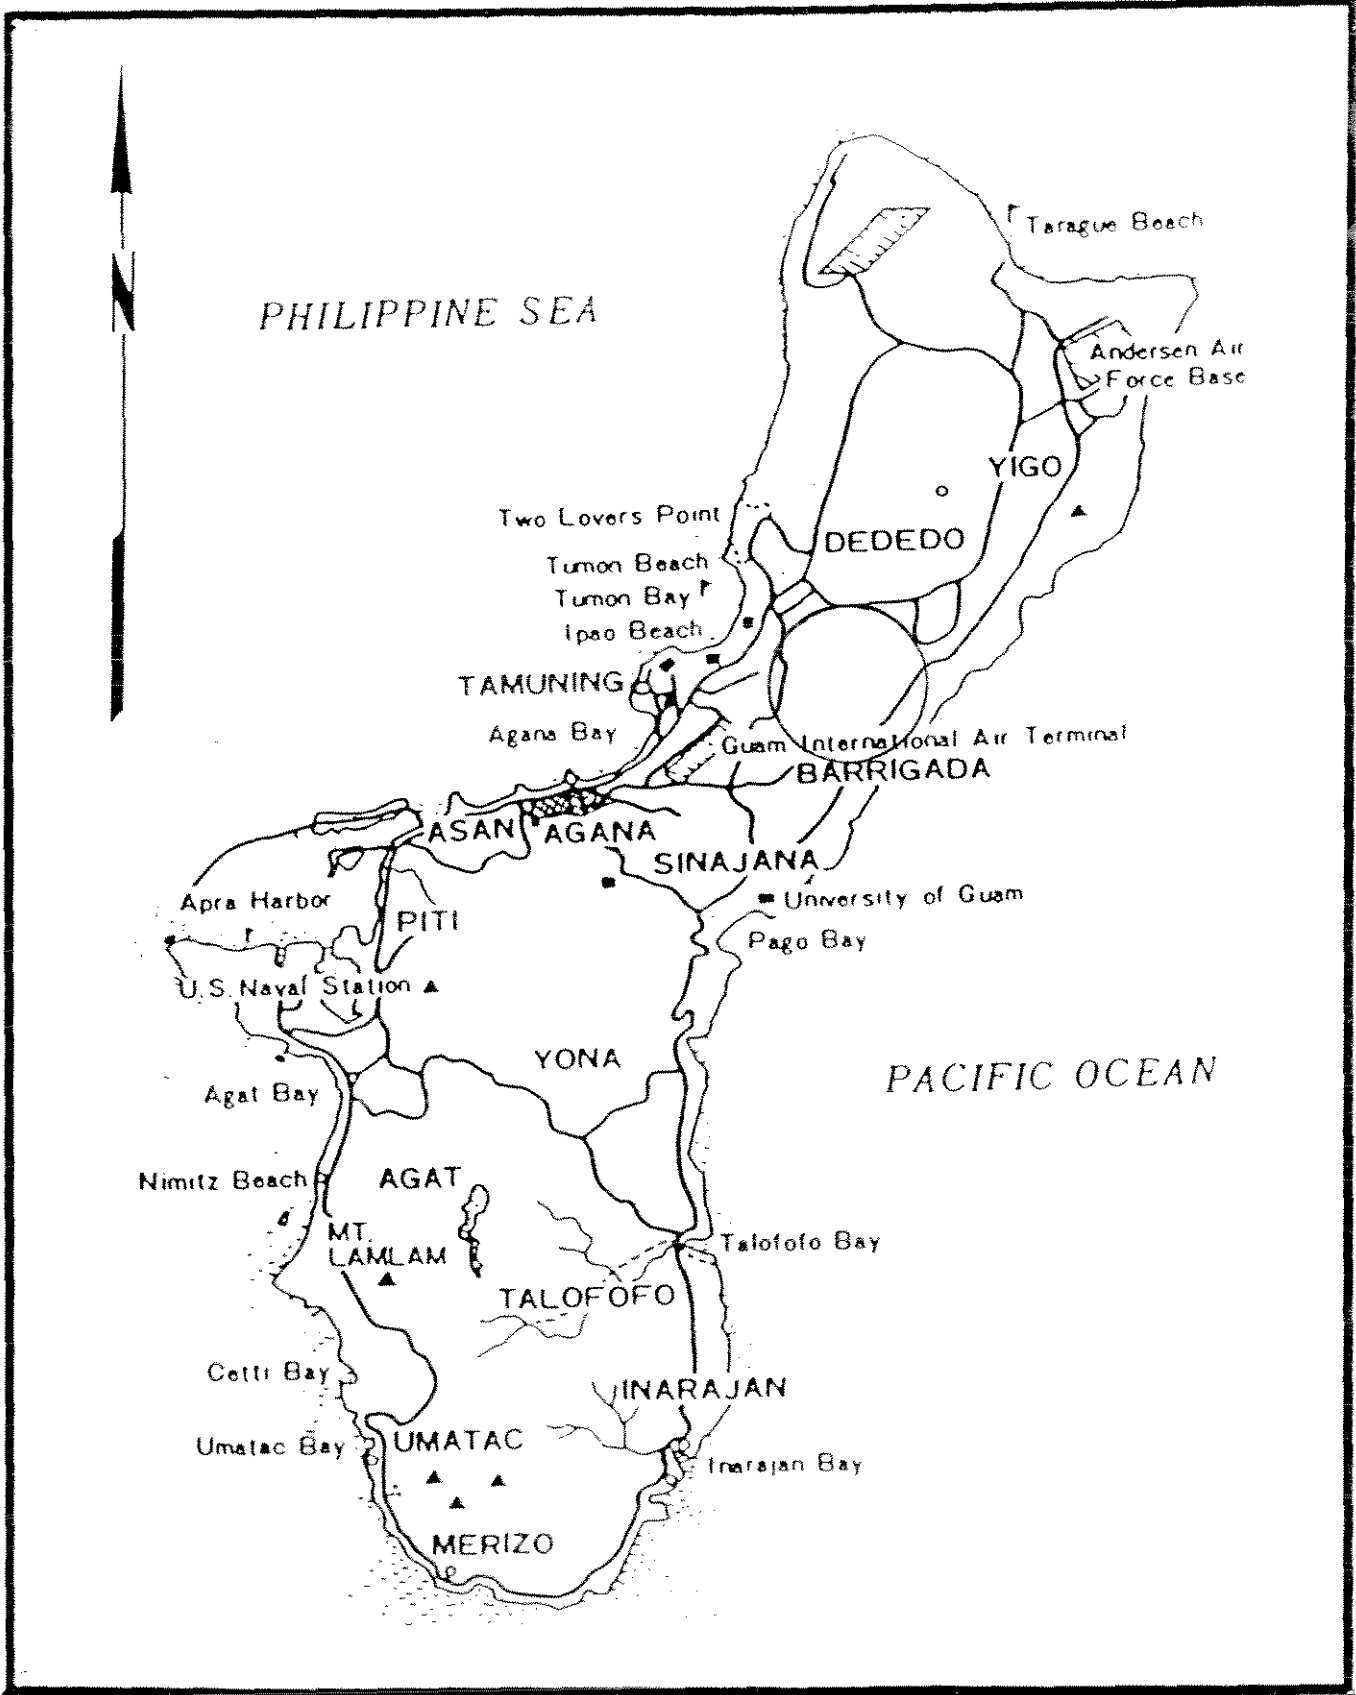 Tarague Beach
N
PHILIPPINE SEA
Andersen Air
Force Base
YIGO
Two Lovers Point
DEDEDO
Tumon Beach
Tumon Bay
Ipao Beach
TAMUNING
Agana Bay
Guam International Air Terminal
BARRIGADA
ASAN
AGANA
SINAJANA
Apra Harbor
University of Guam
PITI
Pago Bay
U.S. Naval Station
YONA
PACIFIC OCEAN
Agat Bay
Nimitz Beach
AGAT
MT.
LAMLAM
Talofofo Bay
TALOFOFO
Cetti Bay
INARAJAN
Umatac Bay
UMATAC
Inarajan Bay
MERIZO